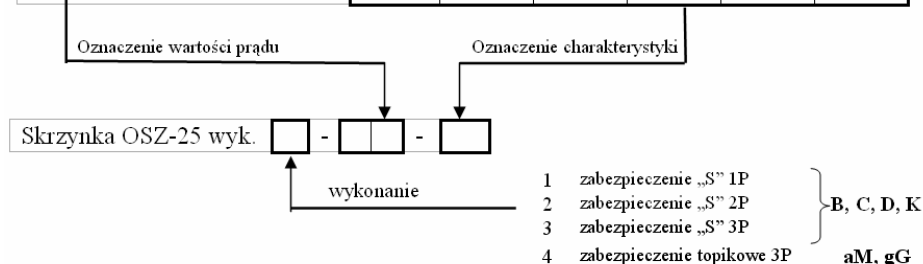 Oznaczenie wartości prądu
Oznaczenie charakterystyki
Skrzynka OSZ-25 wyk. - -
wykonanie
1 zabezpieczenie „S” 1P
2 zabezpieczenie „S” 2P
3 zabezpieczenie „S” 3P
B, C, D, K
4 zabezpieczenie topikowe 3P aM, gG